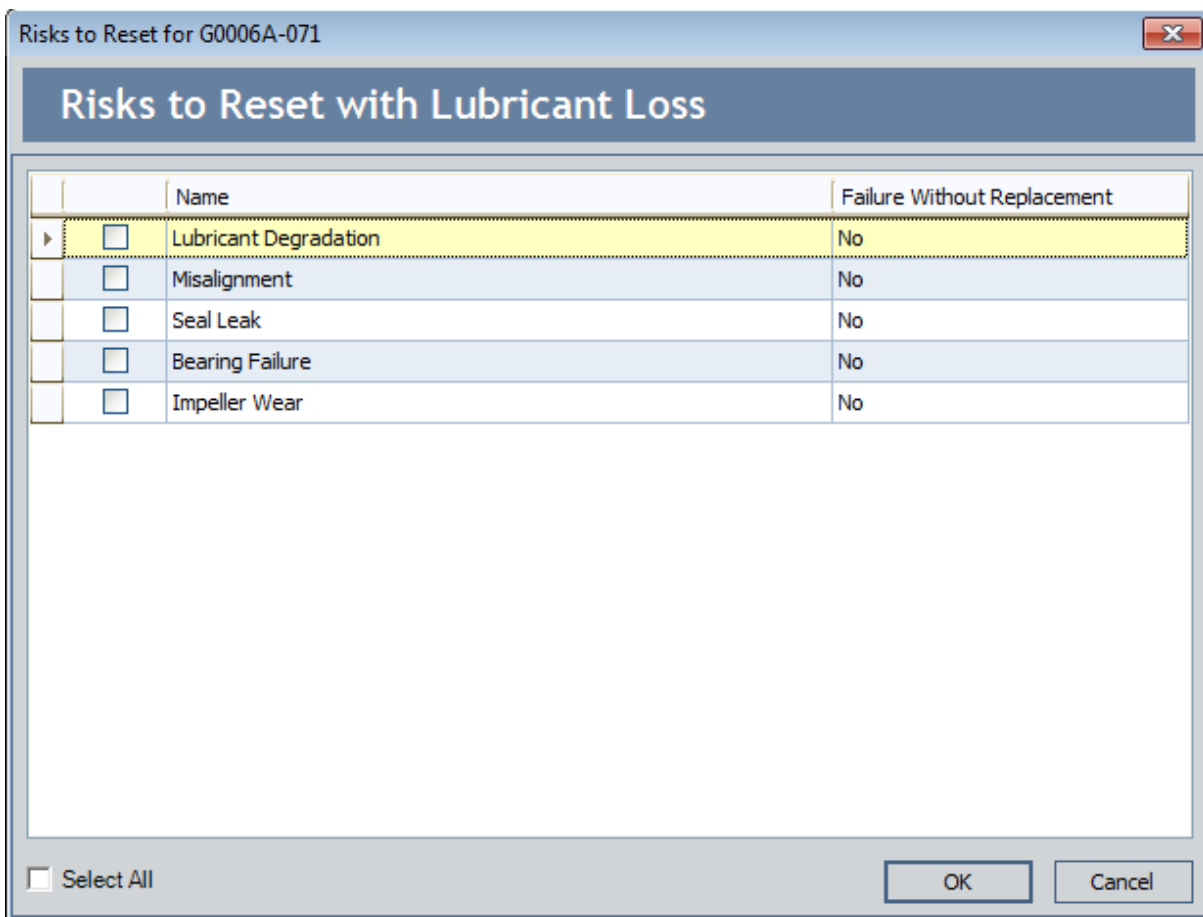 Risks to Reset for G0006A-071
Risks to Reset with Lubricant Loss
Name Failure Without Replacement
Lubricant Degradation No
Misalignment No
Seal Leak No
Bearing Failure No
Impeller Wear No
Select All OK Cancel